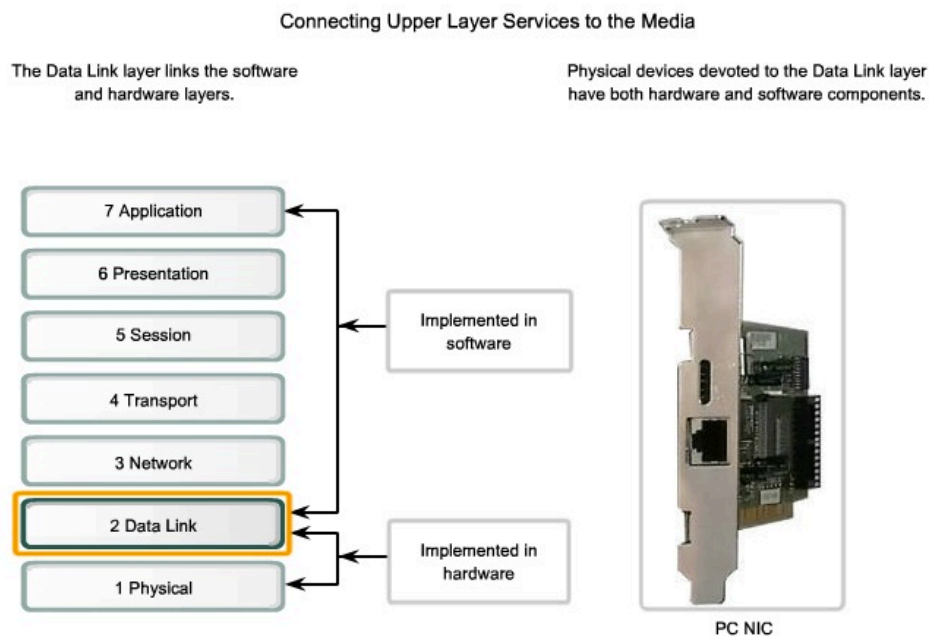 Connecting Upper Layer Services to the Media
The Data Link layer links the software
and hardware layers.
Physical devices devoted to the Data Link layer
have both hardware and software components.
7 Application
6 Presentation
5 Session
4 Transport
3 Network
2 Data Link
1 Physical
Implemented in
software
Implemented in
hardware
PC NIC